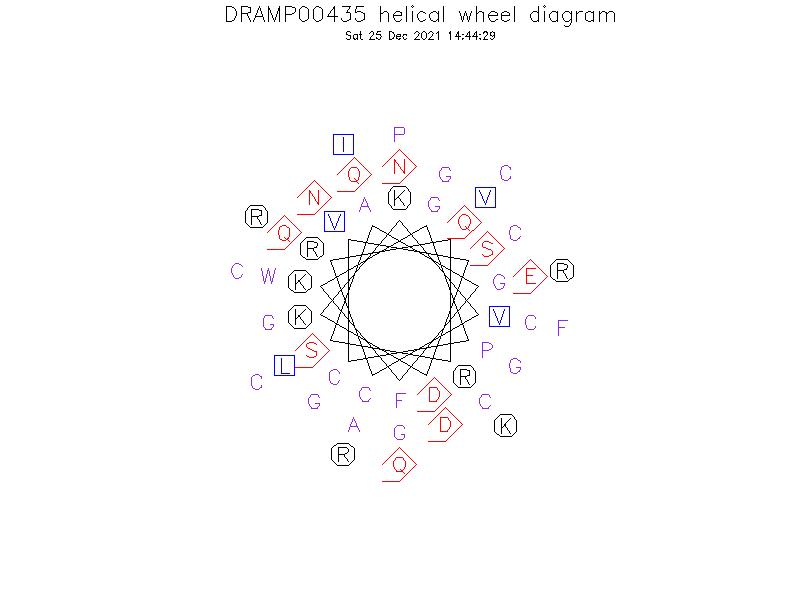 DRAMP00435 helical wheel diagram
Sat 25 Dec 2021 14:44:29
P
I
N
G C
Q
N A K G V
R V Q C
Q R S
C W K G E R
G K V C F
S P G
L
C C R
G C F D C
A G D K
R Q